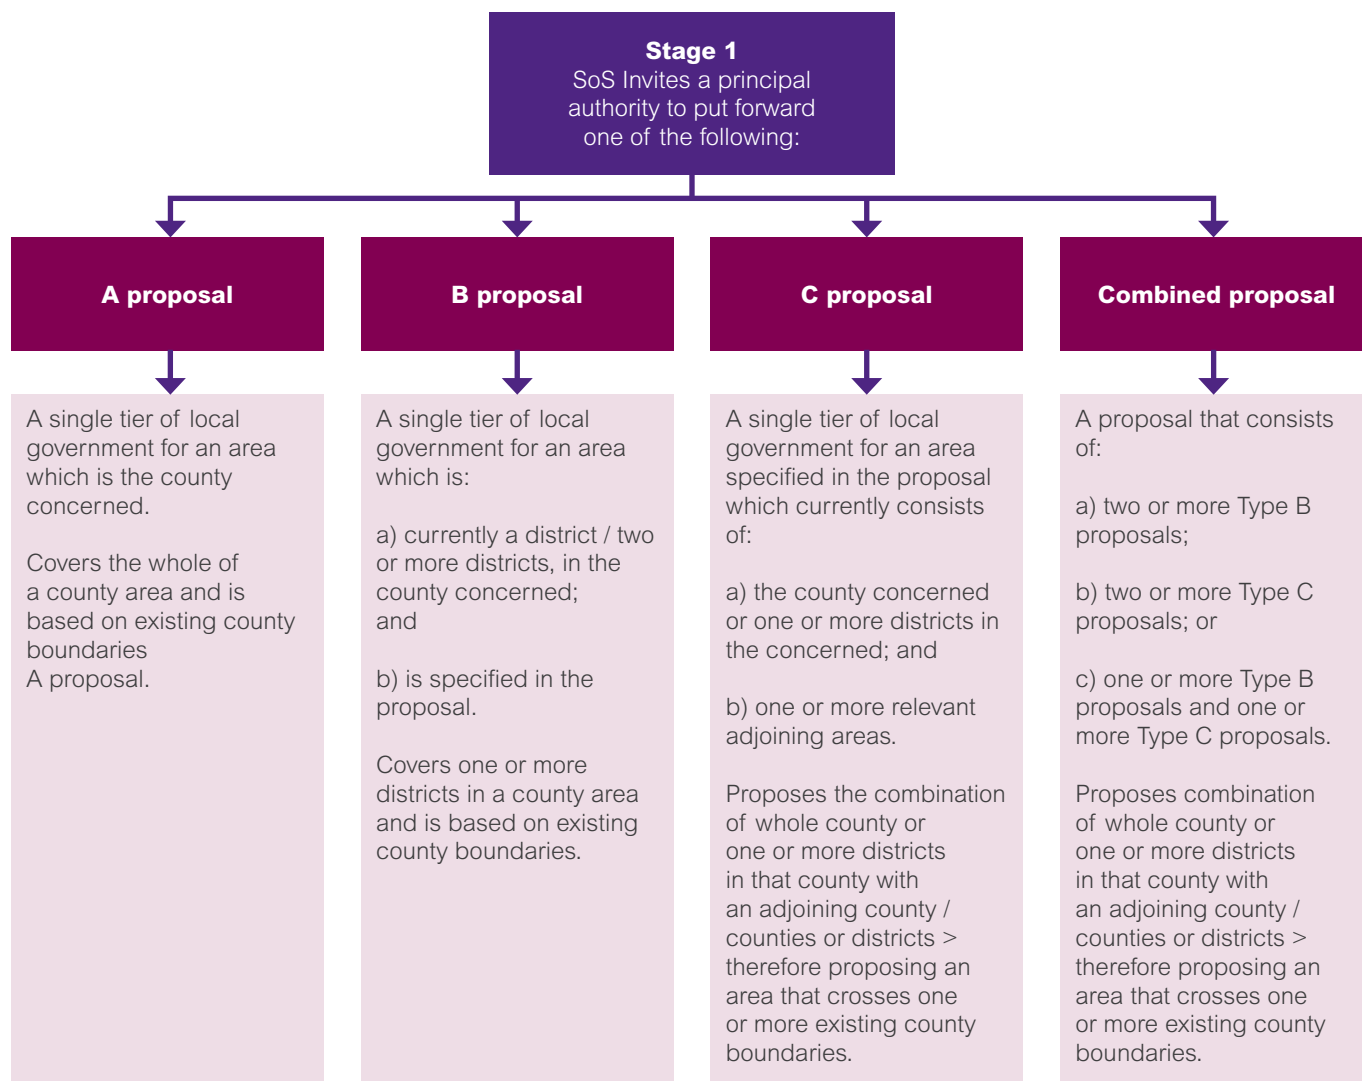 Stage 1
SoS Invites a principal
authority to put forward
one of the following:
A proposal
B proposal
C proposal
Combined proposal
A single tier of local
government for an area
which is the county
concerned.
Covers the whole of
a county area and is
based on existing county
boundaries
A proposal.
A single tier of local
government for an area
which is:
a) currently a district / two
or more districts, in the
county concerned;
and
b) is specified in the
proposal.
Covers one or more
districts in a county area
and is based on existing
county boundaries.
A single tier of local
government for an area
specified in the proposal
which currently consists
of:
a) the county concerned
or one or more districts in
the concerned; and
b) one or more relevant
adjoining areas.
Proposes the combination
of whole county or
one or more districts
in that county with
an adjoining county /
counties or districts >
therefore proposing an
area that crosses one
or more existing county
boundaries.
A proposal that consists
of:
a) two or more Type B
proposals;
b) two or more Type C
proposals; or
c) one or more Type B
proposals and one or
more Type C proposals.
Proposes combination
of whole county or
one or more districts
in that county with
an adjoining county /
counties or districts >
therefore proposing an
area that crosses one
or more existing county
boundaries.